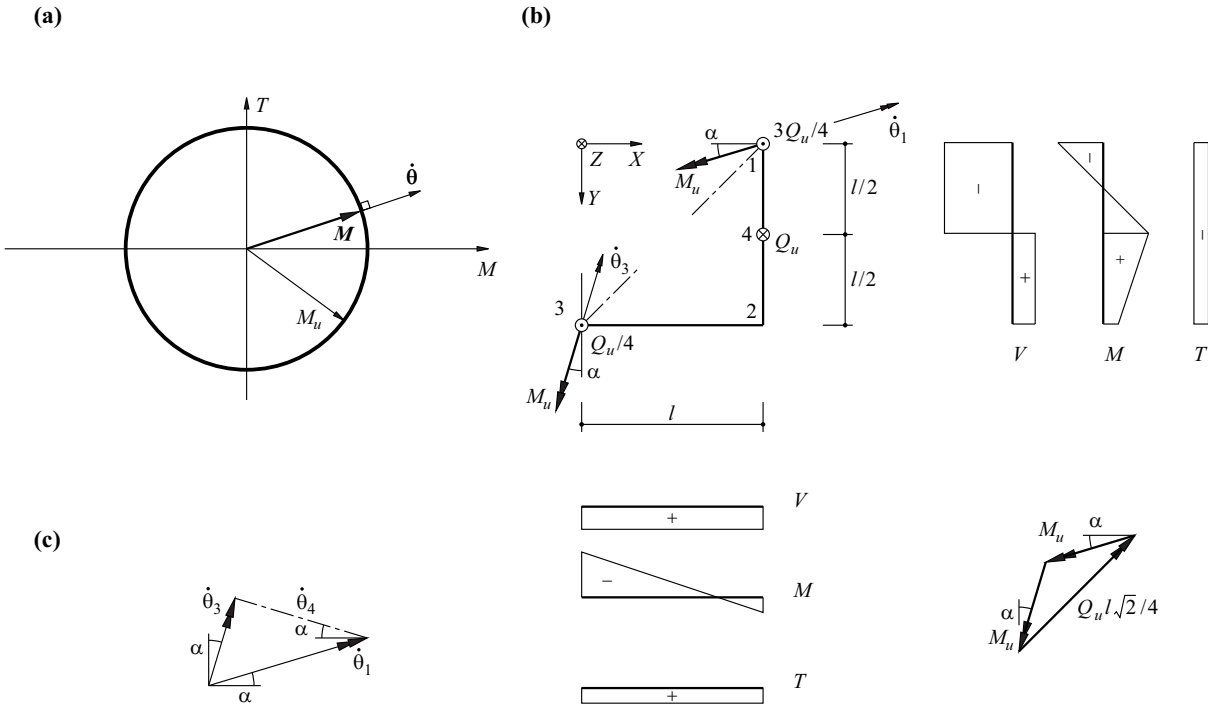 (a)
T
θ̇
M
M
M_u
(b)
Z
X
Y
α
3Q_u/4
θ̇_1
M_u
1
4
Q_u
l/2
l/2
θ̇_3
3
2
Q_u/4
M_u
α
l
–
+
V
–
+
M
–
T
(c)
θ̇_3
θ̇_4
α
α
α
θ̇_1
+
V
–
M
+
T
M_u
α
α
M_u
Q_u l√2/4